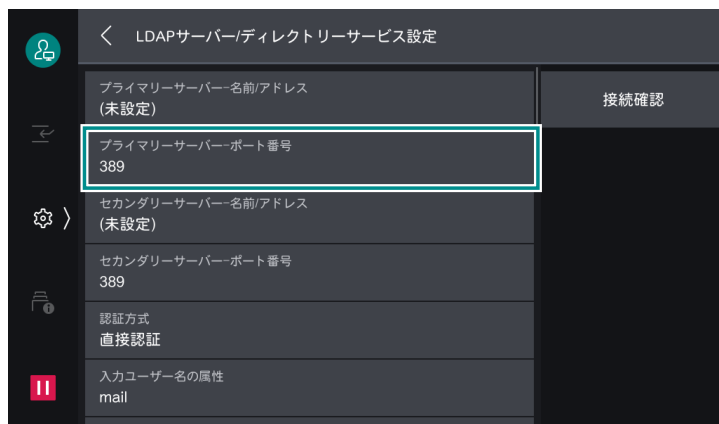 LDAPサーバー/ディレクトリーサービス設定
プライマリーサーバー-名前/アドレス
(未設定)
接続確認
プライマリーサーバー-ポート番号
389
セカンダリーサーバー-名前/アドレス
(未設定)
セカンダリーサーバー-ポート番号
389
認証方式
直接認証
入力ユーザー名の属性
mail